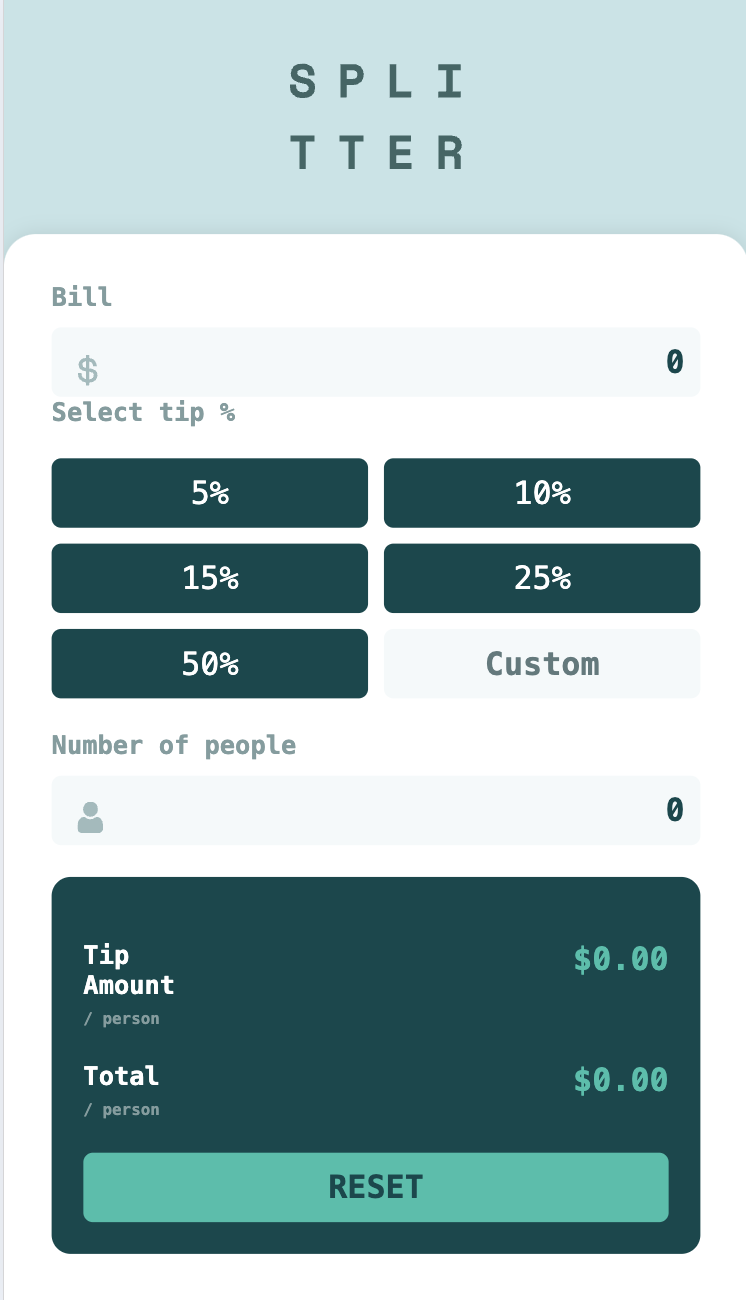 S P L I
T T E R
Bill
$ 0
Select tip %
5% 10%
15% 25%
50% Custom
Number of people
0
Tip $0.00
Amount
/ person
Total $0.00
/ person
RESET